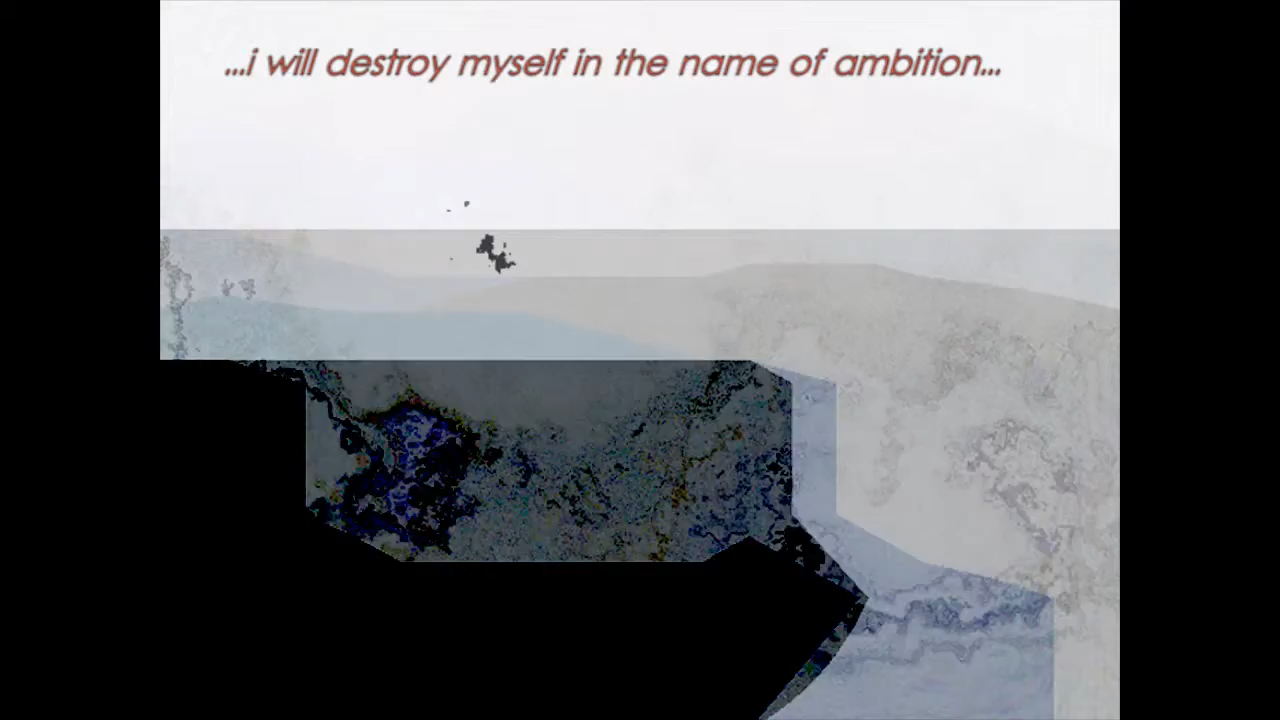 ...i will destroy myself in the name of ambition...